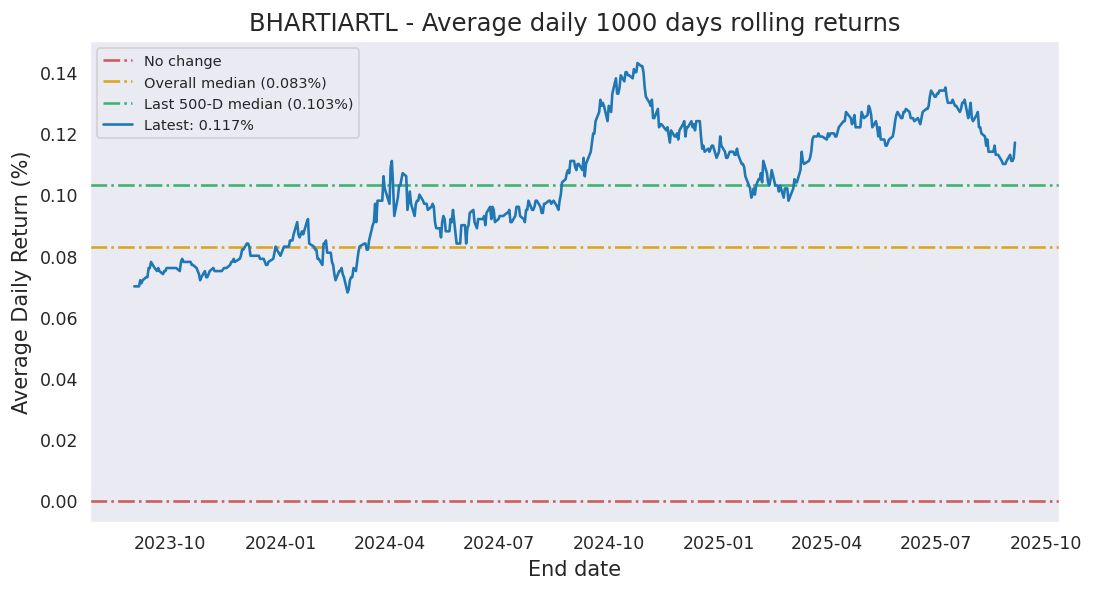 BHARTIARTL - Average daily 1000 days rolling returns
No change
Overall median (0.083%)
Last 500-D median (0.103%)
Latest: 0.117%
Average Daily Return (%)
0.14
0.12
0.10
0.08
0.06
0.04
0.02
0.00
2023-10 2024-01 2024-04 2024-07 2024-10 2025-01 2025-04 2025-07 2025-10
End date